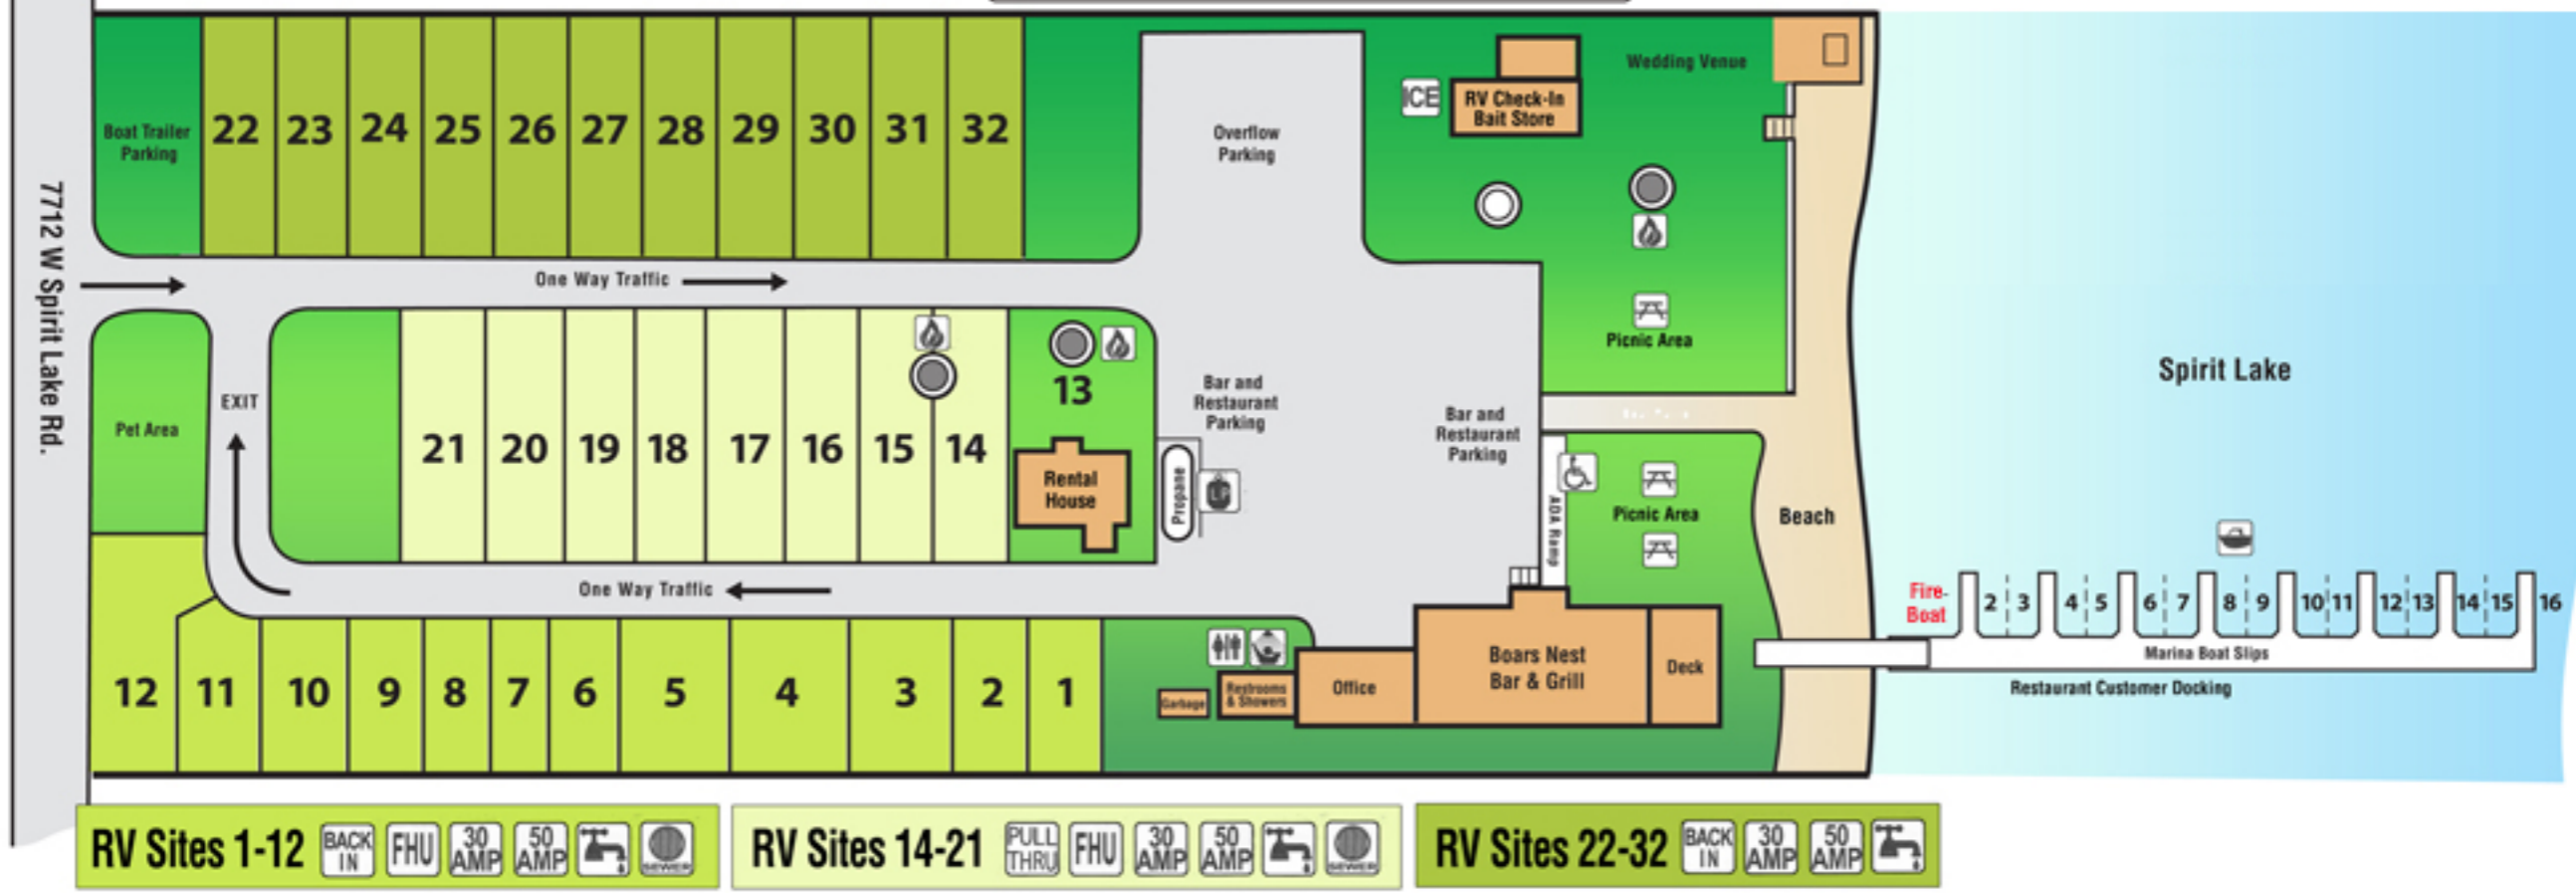 7712 W Spirit Lake Rd.
Boat Trailer
Parking
22
23
24
25
26
27
28
29
30
31
32
Overflow
Parking
ICE
RV Check-In
Bait Store
Wedding Venue
One Way Traffic
Picnic Area
Pet Area
EXIT
21
20
19
18
17
16
15
14
13
Rental
House
Propane
LP
Bar and
Restaurant
Parking
Bar and
Restaurant
Parking
ADA Ramp
Picnic Area
Beach
Spirit Lake
One Way Traffic
12
11
10
9
8
7
6
5
4
3
2
1
Garbage
Restrooms
& Showers
Office
Boars Nest
Bar & Grill
Deck
Fire-
Boat
2 3 4 5 6 7 8 9 10 11 12 13 14 15 16
Marina Boat Slips
Restaurant Customer Docking
RV Sites 1-12 BACK IN FHU 30 AMP 50 AMP SEWER
RV Sites 14-21 PULL THRU FHU 30 AMP 50 AMP SEWER
RV Sites 22-32 BACK IN 30 AMP 50 AMP